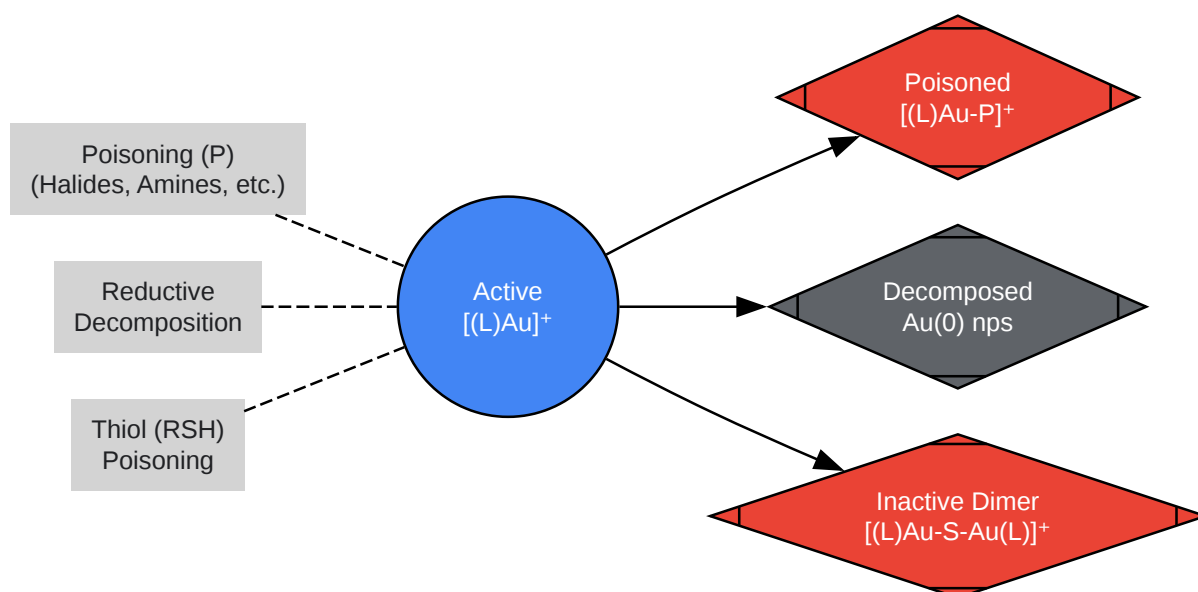 Poisoning (P)
(Halides, Amines, etc.)
Reductive
Decomposition
Thiol (RSH)
Poisoning
Active
[(L)Au]⁺
Poisoned
[(L)Au-P]⁺
Decomposed
Au(0) nps
Inactive Dimer
[(L)Au-S-Au(L)]⁺